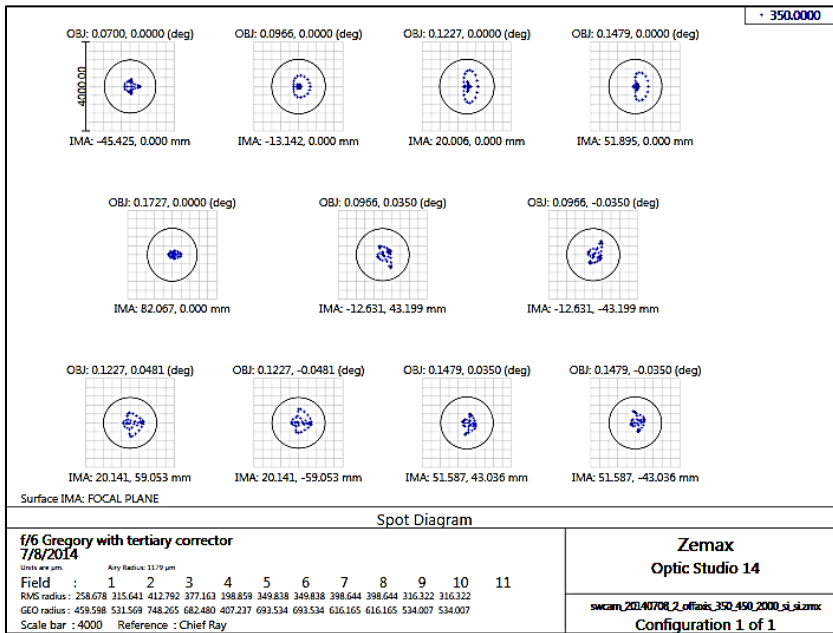 + 350.0000
OBJ: 0.0700, 0.0000 (deg) OBJ: 0.0966, 0.0000 (deg) OBJ: 0.1227, 0.0000 (deg) OBJ: 0.1479, 0.0000 (deg)
4000.00
IMA: -45.425, 0.000 mm IMA: -13.142, 0.000 mm IMA: 20.006, 0.000 mm IMA: 51.895, 0.000 mm
OBJ: 0.1727, 0.0000 (deg) OBJ: 0.0966, 0.0350 (deg) OBJ: 0.0966, -0.0350 (deg)
IMA: 82.067, 0.000 mm IMA: -12.631, 43.199 mm IMA: -12.631, -43.199 mm
OBJ: 0.1227, 0.0481 (deg) OBJ: 0.1227, -0.0481 (deg) OBJ: 0.1479, 0.0350 (deg) OBJ: 0.1479, -0.0350 (deg)
IMA: 20.141, 59.053 mm IMA: 20.141, -59.053 mm IMA: 51.587, 43.036 mm IMA: 51.587, -43.036 mm
Surface IMA: FOCAL PLANE
Spot Diagram
f/6 Gregory with tertiary corrector
7/8/2014
Units are µm. Airy Radius: 1179 µm
Field : 1 2 3 4 5 6 7 8 9 10 11
RMS radius : 258.678 315.641 412.792 377.163 198.859 349.838 349.838 398.644 398.644 316.322 316.322
GEO radius : 459.598 531.569 748.265 682.480 407.237 693.534 693.534 616.165 616.165 534.007 534.007
Scale bar : 4000 Reference : Chief Ray
Zemax
Optic Studio 14
swcam_20140708_2_offaxis_350_450_2000_si_si.zmx
Configuration 1 of 1